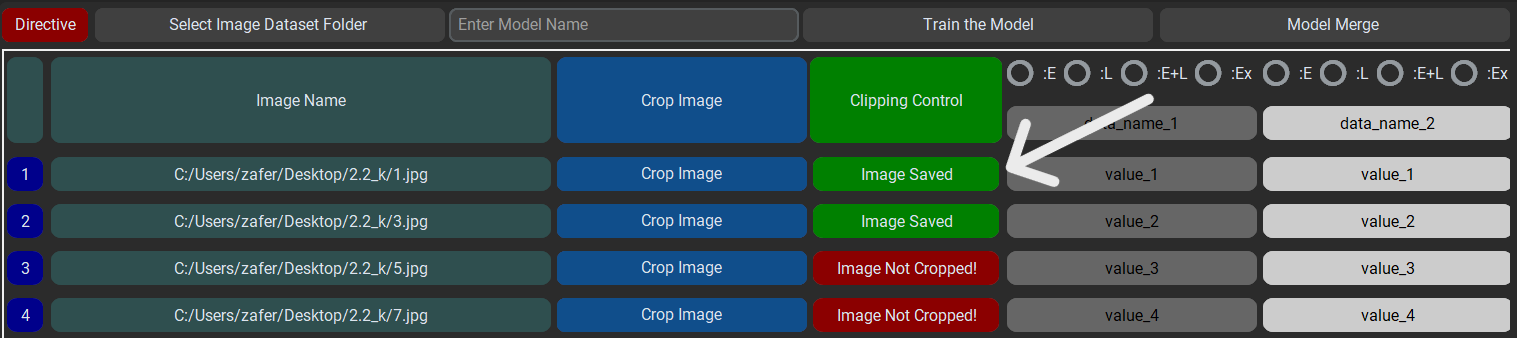 Directive Select Image Dataset Folder Enter Model Name Train the Model Model Merge
:E :L :E+L :Ex :E :L :E+L :Ex
Image Name Crop Image Clipping Control
data_name_1 data_name_2
1 C:/Users/zafer/Desktop/2.2_k/1.jpg Crop Image Image Saved value_1 value_1
2 C:/Users/zafer/Desktop/2.2_k/3.jpg Crop Image Image Saved value_2 value_2
3 C:/Users/zafer/Desktop/2.2_k/5.jpg Crop Image Image Not Cropped! value_3 value_3
4 C:/Users/zafer/Desktop/2.2_k/7.jpg Crop Image Image Not Cropped! value_4 value_4